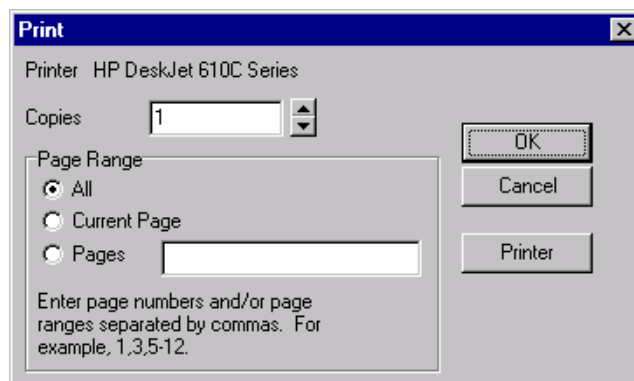 Print
Printer HP DeskJet 610C Series
Copies 1
OK
Page Range
All
Cancel
Current Page
Pages
Printer
Enter page numbers and/or page
ranges separated by commas. For
example, 1,3,5-12.